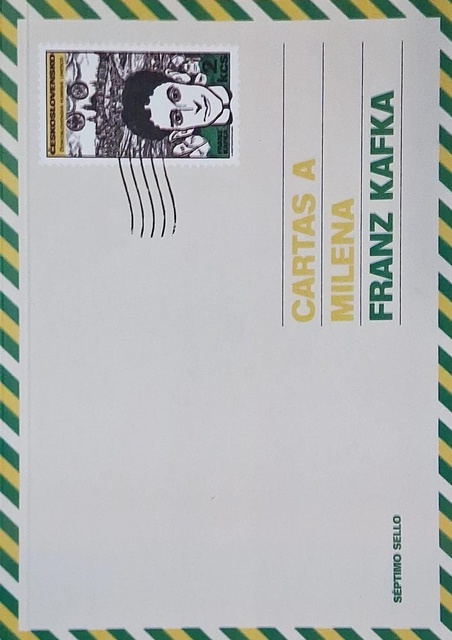 ČESKOSLOVENSKO
2
KČS
CARTAS A
MILENA
FRANZ KAFKA
SÉPTIMO SELLO